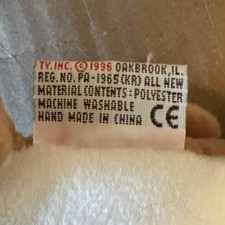 TY.INC. ©1996 OAKBROOK,IL.
REG.NO. PA-1965(KR) ALL NEW
MATERIAL CONTENTS: POLYESTER
MACHINE WASHABLE
HAND MADE IN CHINA CE